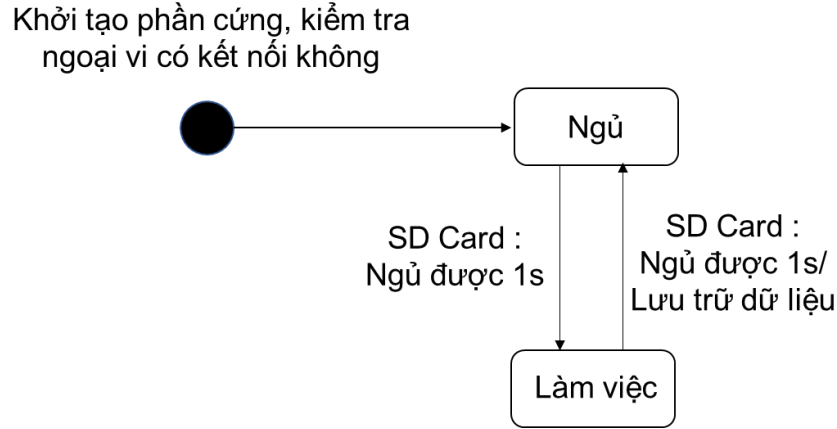 Khởi tạo phần cứng, kiểm tra
ngoại vi có kết nối không
Ngủ
SD Card :
Ngủ được 1s
SD Card :
Ngủ được 1s/
Lưu trữ dữ liệu
Làm việc